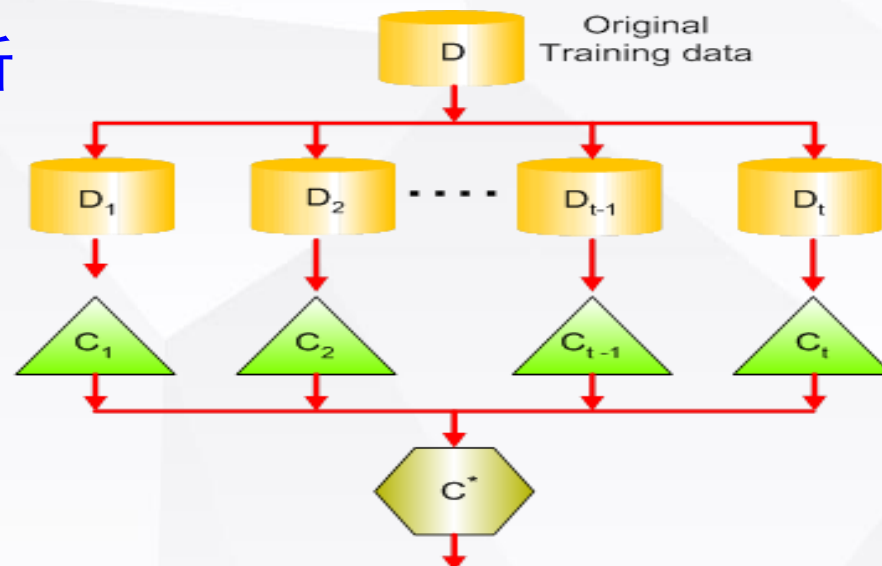 Original
D Training data
D₁ D₂ .... Dₜ₋₁ Dₜ
C₁ C₂ Cₜ₋₁ Cₜ
C*